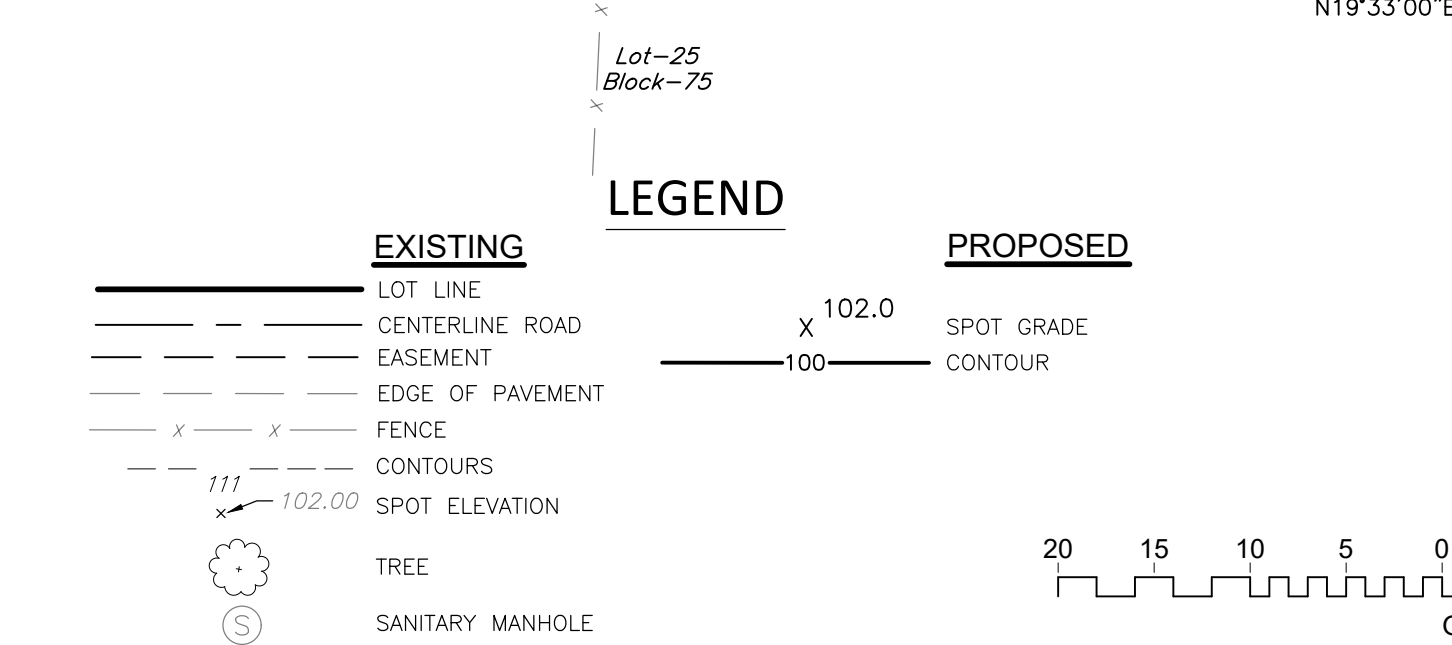 N19°33'00"E
Lot-25
Block-75
LEGEND
EXISTING
LOT LINE
CENTERLINE ROAD
EASEMENT
EDGE OF PAVEMENT
X X FENCE
CONTOURS
111
x 102.00 SPOT ELEVATION
TREE
S SANITARY MANHOLE
PROPOSED
X 102.0 SPOT GRADE
100 CONTOUR
20 15 10 5 0